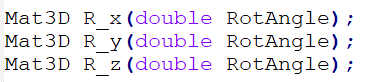 Mat3D R_x(double RotAngle);
Mat3D R_y(double RotAngle);
Mat3D R_z(double RotAngle);